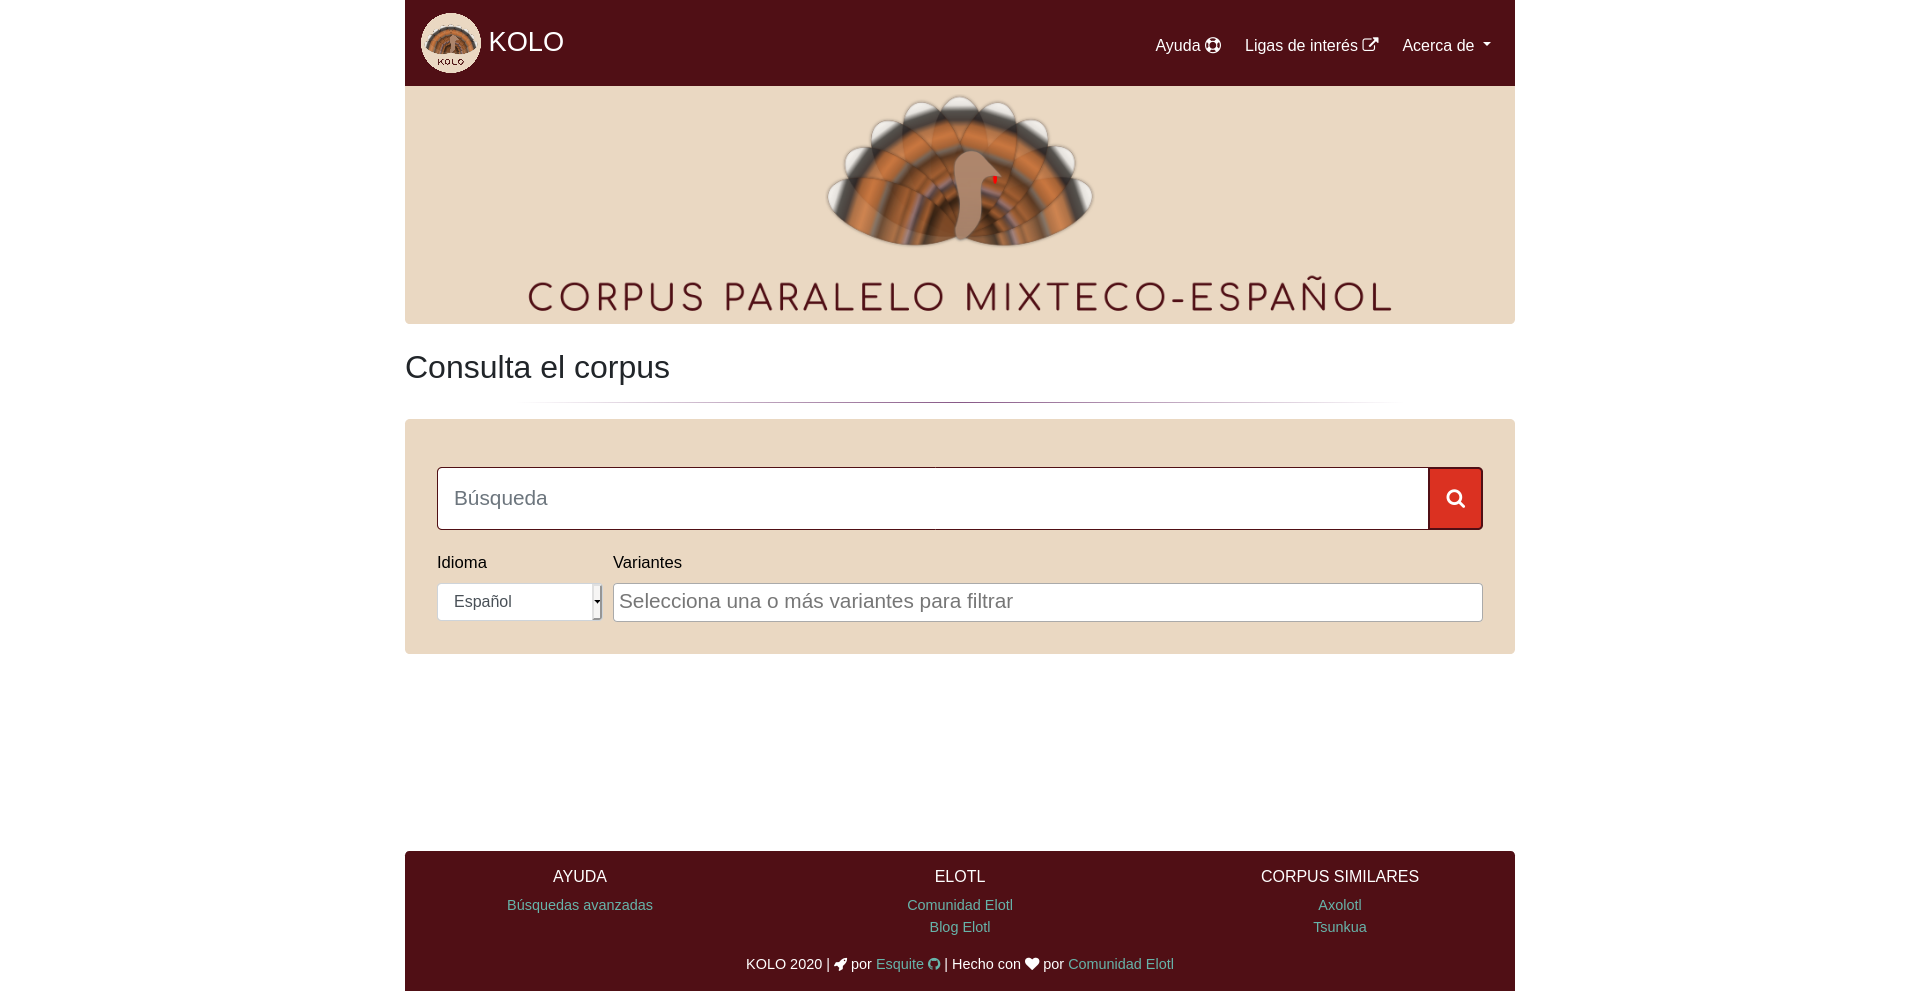 KOLO
KOLO
Ayuda
Ligas de interés
Acerca de
CORPUS PARALELO MIXTECO-ESPAÑOL
Consulta el corpus
Búsqueda
Idioma
Variantes
Español
Selecciona una o más variantes para filtrar
AYUDA
Búsquedas avanzadas
ELOTL
Comunidad Elotl
Blog Elotl
CORPUS SIMILARES
Axolotl
Tsunkua
KOLO 2020 | por Esquite | Hecho con por Comunidad Elotl